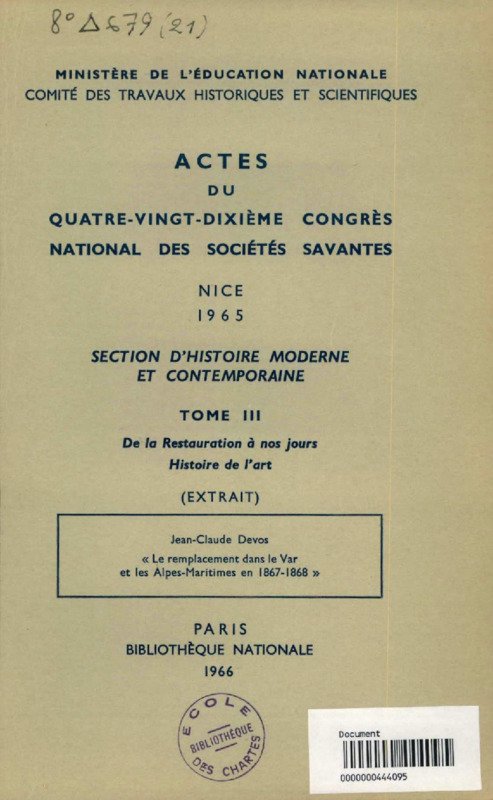 8° Δ 679 (21)
MINISTÈRE DE L'ÉDUCATION NATIONALE
COMITÉ DES TRAVAUX HISTORIQUES ET SCIENTIFIQUES
ACTES
DU
QUATRE-VINGT-DIXIÈME CONGRÈS
NATIONAL DES SOCIÉTÉS SAVANTES
NICE
1965
SECTION D'HISTOIRE MODERNE
ET CONTEMPORAINE
TOME III
De la Restauration à nos jours
Histoire de l'art
(EXTRAIT)
Jean-Claude Devos
« Le remplacement dans le Var
et les Alpes-Maritimes en 1867-1868 »
PARIS
BIBLIOTHÈQUE NATIONALE
1966
ECOLE
BIBLIOTHÈQUE
DES CHARTES
Document
0000000444095